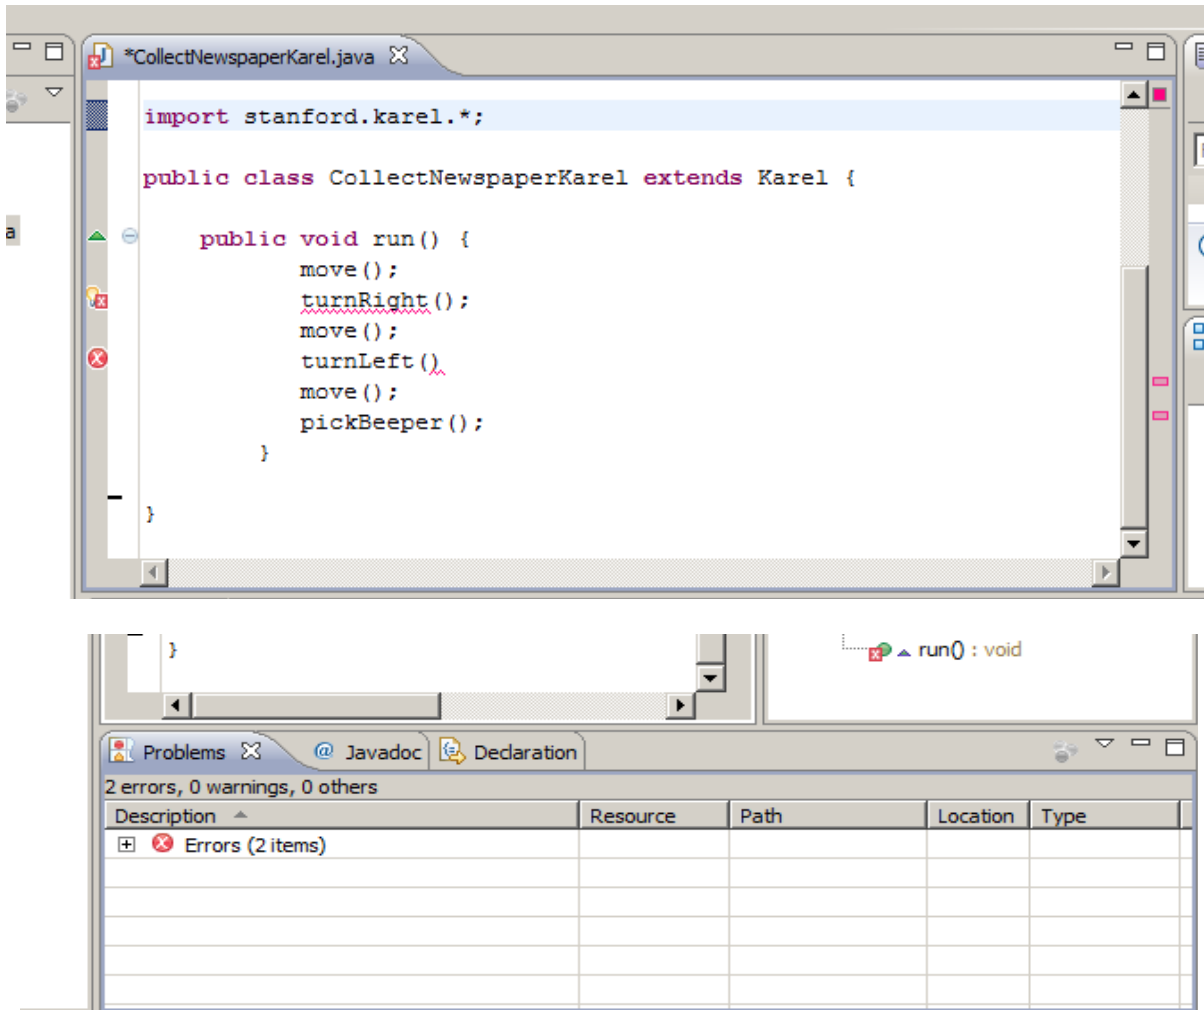 *CollectNewspaperKarel.java
import stanford.karel.*;
public class CollectNewspaperKarel extends Karel {
a
public void run() {
move();
turnRight();
move();
turnLeft()
move();
pickBeeper();
}
}
}
run() : void
Problems @ Javadoc Declaration
2 errors, 0 warnings, 0 others
Description Resource Path Location Type
Errors (2 items)